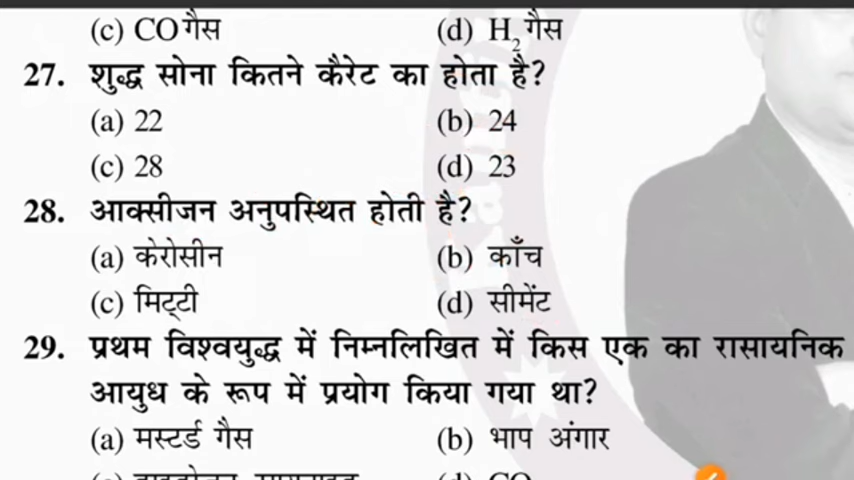 (c) CO गैस (d) H₂ गैस
27. शुद्ध सोना कितने कैरेट का होता है?
(a) 22 (b) 24
(c) 28 (d) 23
28. आक्सीजन अनुपस्थित होती है?
(a) केरोसीन (b) काँच
(c) मिट्टी (d) सीमेंट
29. प्रथम विश्वयुद्ध में निम्नलिखित में किस एक का रासायनिक
आयुध के रूप में प्रयोग किया गया था?
(a) मस्टर्ड गैस (b) भाप अंगार